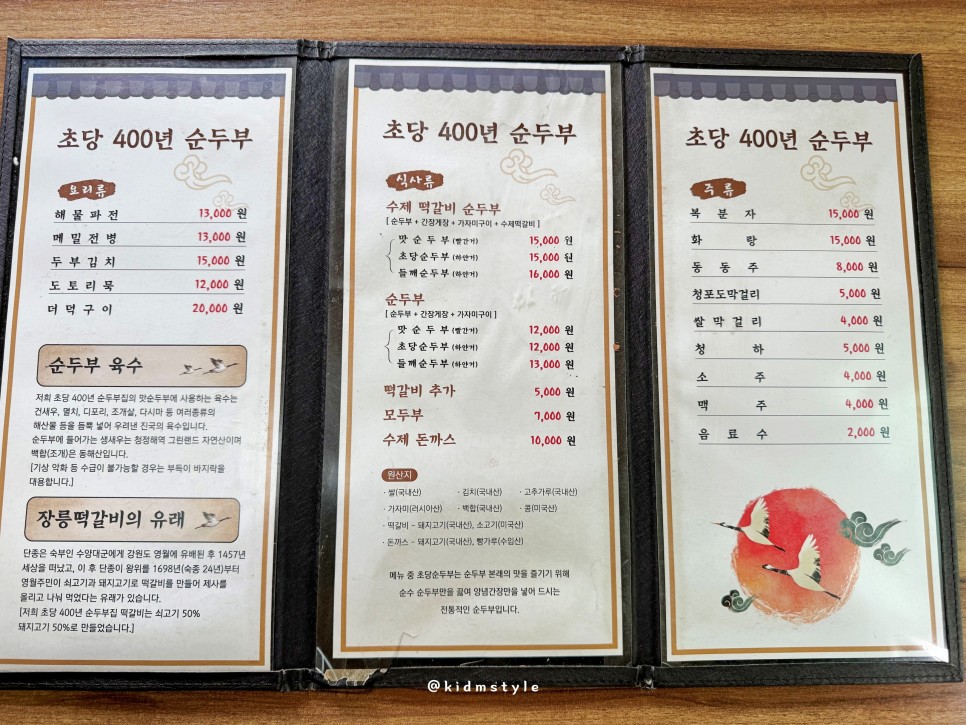 초당 400년 순두부
요리류
해물파전 13,000 원
메밀전병 13,000 원
두부김치 15,000 원
도토리묵 12,000 원
더덕구이 20,000 원
순두부 육수
저희 초당 400년 순두부집의 맛순두부에 사용하는 육수는
건새우, 멸치, 디포리, 조개살, 다시마 등 여러종류의
해산물 등을 듬뿍 넣어 우려낸 진국의 육수입니다.
순두부에 들어가는 생새우는 청정해역 그린랜드 자연산이며
백합(조개)은 동해산입니다.
[기상 악화 등 수급이 불가능할 경우는 부득이 바지락을
대용합니다.]
장릉떡갈비의 유래
단종은 숙부인 수양대군에게 강원도 영월에 유배된 후 1457년
세상을 떠났고, 이 후 단종이 왕위를 1698년(숙종 24년)부터
영월주민이 쇠고기과 돼지고기로 떡갈비를 만들어 제사를
올리고 나눠 먹었다는 유래가 있습니다.
[저희 초당 400년 순두부집 떡갈비는 쇠고기 50%
돼지고기 50%로 만들었습니다.]
초당 400년 순두부
식사류
수제 떡갈비 순두부
[ 순두부 + 간장게장 + 가자미구이 + 수제떡갈비 ]
맛순두부 (빨간거) 15,000 원
초당순두부 (하얀거) 15,000 원
들깨순두부 (하얀거) 16,000 원
순두부
[ 순두부 + 간장게장 + 가자미구이 ]
맛순두부 (빨간거) 12,000 원
초당순두부 (하얀거) 12,000 원
들깨순두부 (하얀거) 13,000 원
떡갈비 추가 5,000 원
모두부 7,000 원
수제 돈까스 10,000 원
원산지
· 쌀(국내산) · 김치(국내산) · 고추가루(국내산)
· 가자미(러시아산) · 백합(국내산) · 콩(미국산)
· 떡갈비 - 돼지고기(국내산), 소고기(미국산)
· 돈까스 - 돼지고기(국내산), 빵가루(수입산)
메뉴 중 초당순두부는 순두부 본래의 맛을 즐기기 위해
순수 순두부만을 끓여 양념간장만을 넣어 드시는
전통적인 순두부입니다.
초당 400년 순두부
주류
복분자 15,000 원
화랑 15,000 원
동동주 8,000 원
청포도막걸리 5,000 원
쌀막걸리 4,000 원
청하 5,000 원
소주 4,000 원
맥주 4,000 원
음료수 2,000 원
@kidmstyle